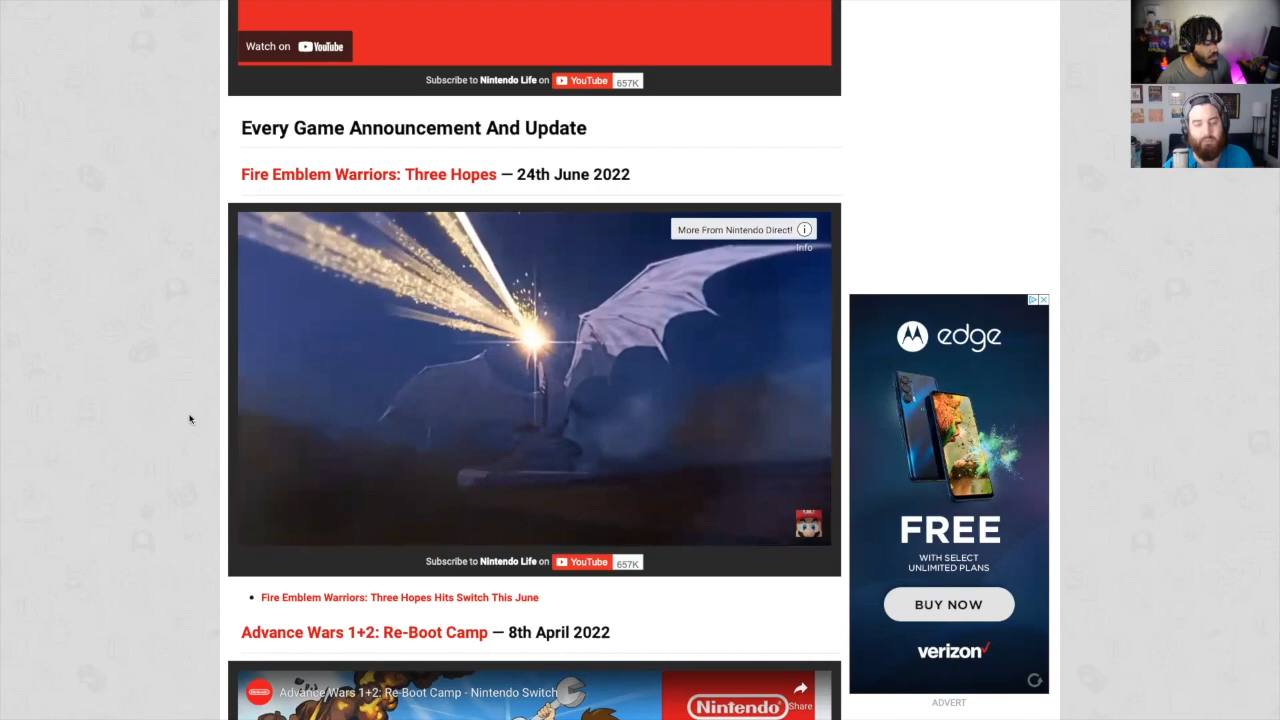 Watch on YouTube
Subscribe to Nintendo Life on YouTube 657K
Every Game Announcement And Update
Fire Emblem Warriors: Three Hopes — 24th June 2022
More From Nintendo Direct! i
Info
Subscribe to Nintendo Life on YouTube 657K
Fire Emblem Warriors: Three Hopes Hits Switch This June
Advance Wars 1+2: Re-Boot Camp — 8th April 2022
Nintendo
Advance Wars 1+2: Re-Boot Camp - Nintendo Switch
Share
Nintendo
edge
FREE
WITH SELECT
UNLIMITED PLANS
BUY NOW
verizon
ADVERT